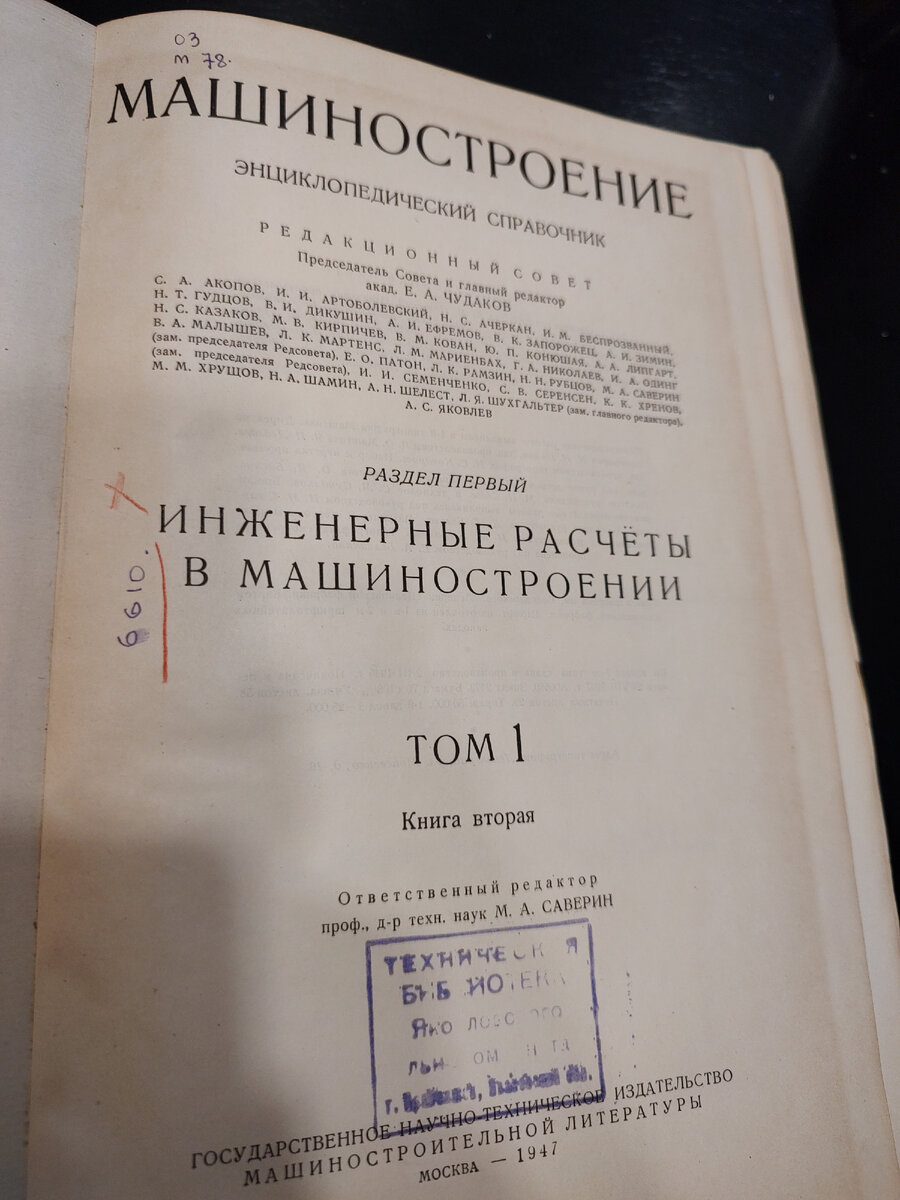 03
т 78.
МАШИНОСТРОЕНИЕ
ЭНЦИКЛОПЕДИЧЕСКИЙ СПРАВОЧНИК
РЕДАКЦИОННЫЙ СОВЕТ
Председатель Совета и главный редактор
акад. Е. А. ЧУДАКОВ
С. А. АКОПОВ, И. И. АРТОБОЛЕВСКИЙ, Н. С. АЧЕРКАН, И. М. БЕСПРОЗВАННЫЙ,
Н. Т. ГУДЦОВ, В. И. ДИКУШИН, А. И. ЕФРЕМОВ, В. К. ЗАПОРОЖЕЦ, А. И. ЗИМИН,
Н. С. КАЗАКОВ, М. В. КИРПИЧЕВ, В. М. КОВАН, Ю. П. КОНЮШАЯ, А. А. ЛИПГАРТ,
В. А. МАЛЫШЕВ, Л. К. МАРТЕНС, Л. М. МАРИЕНБАХ, Г. А. НИКОЛАЕВ, И. А. ОДИНГ
(зам. председателя Редсовета), Е. О. ПАТОН, Л. К. РАМЗИН, Н. Н. РУБЦОВ, М. А. САВЕРИН
(зам. председателя Редсовета), И. И. СЕМЕНЧЕНКО, С. В. СЕРЕНСЕН, К. К. ХРЕНОВ,
М. М. ХРУЩОВ, Н. А. ШАМИН, А. Н. ШЕЛЕСТ, Л. Я. ШУХГАЛЬТЕР (зам. главного редактора),
А. С. ЯКОВЛЕВ
РАЗДЕЛ ПЕРВЫЙ
ИНЖЕНЕРНЫЕ РАСЧЁТЫ
В МАШИНОСТРОЕНИИ
6610.
ТОМ 1
Книга вторая
Ответственный редактор
проф., д-р техн. наук М. А. САВЕРИН
ТЕХНИЧЕСКАЯ
БИБЛИОТЕКА
г.
ГОСУДАРСТВЕННОЕ НАУЧНО-ТЕХНИЧЕСКОЕ ИЗДАТЕЛЬСТВО
МАШИНОСТРОИТЕЛЬНОЙ ЛИТЕРАТУРЫ
МОСКВА — 1947